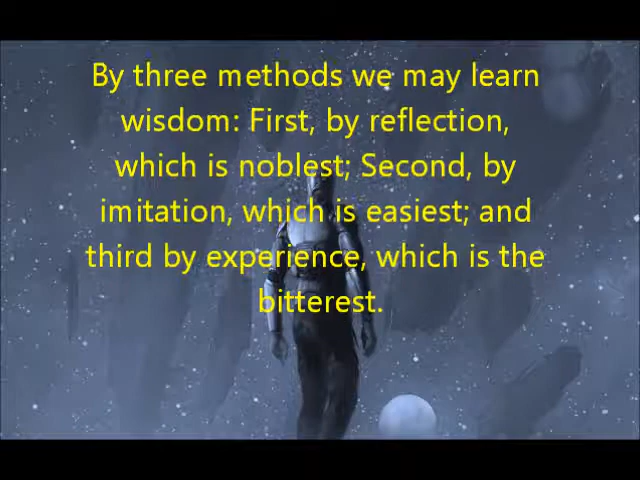 By three methods we may learn
wisdom: First, by reflection,
which is noblest; Second, by
imitation, which is easiest; and
third by experience, which is the
bitterest.